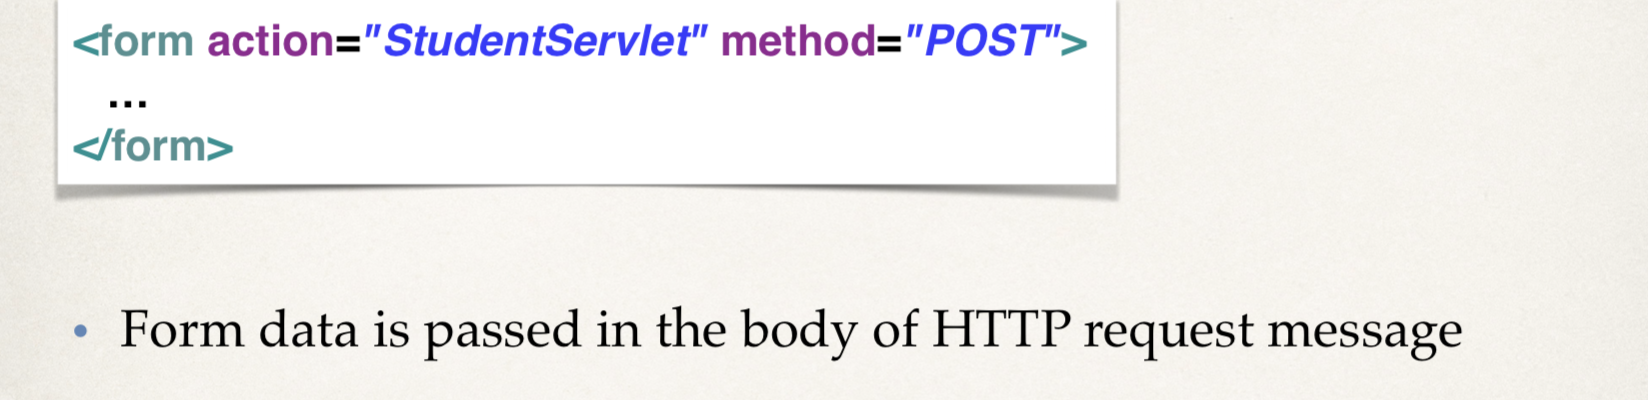 <form action="StudentServlet" method="POST">
...
</form>
• Form data is passed in the body of HTTP request message